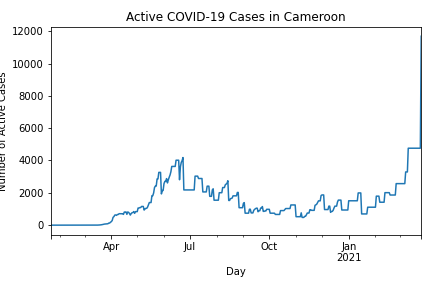 Active COVID-19 Cases in Cameroon
12000
10000
8000
6000
4000
2000
0
Number of Active Cases
Apr
Jul
Oct
Jan
2021
Day